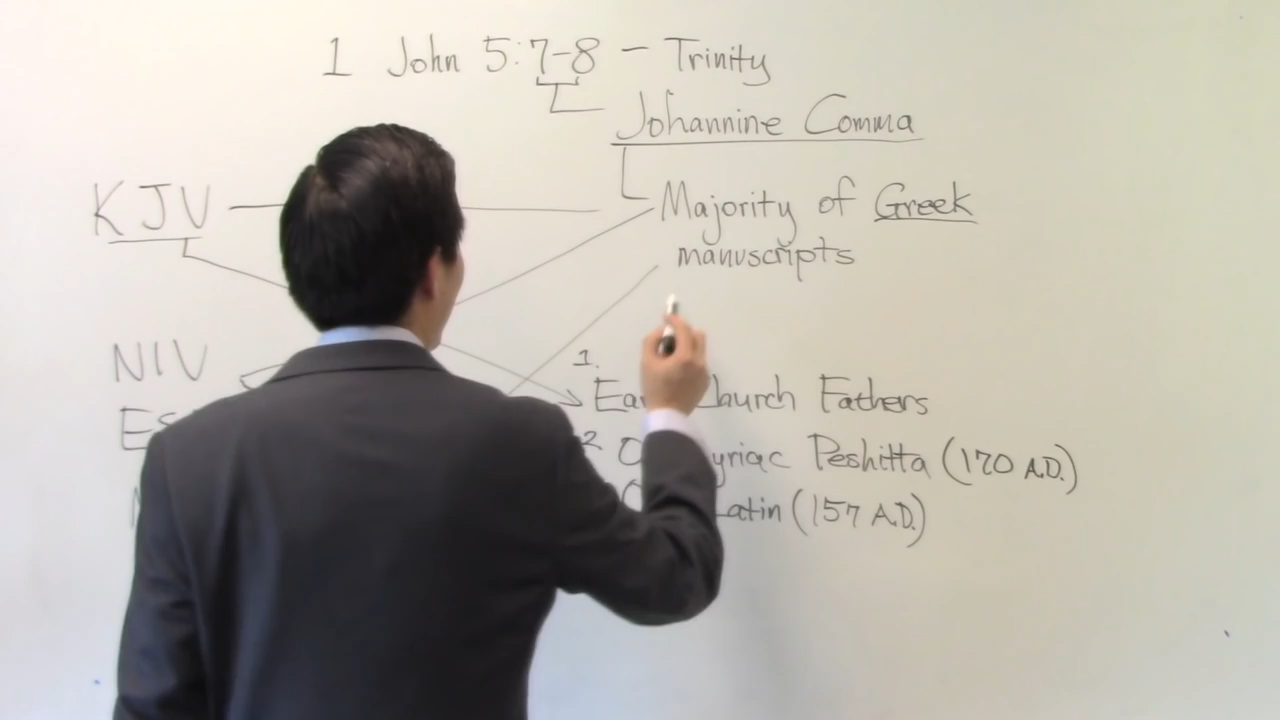 1 John 5:7-8 – Trinity
Johannine Comma
KJV
Majority of Greek
manuscripts
NIV
1.
Church Fathers
2
Peshitta (170 A.D.)
Latin (157 A.D.)